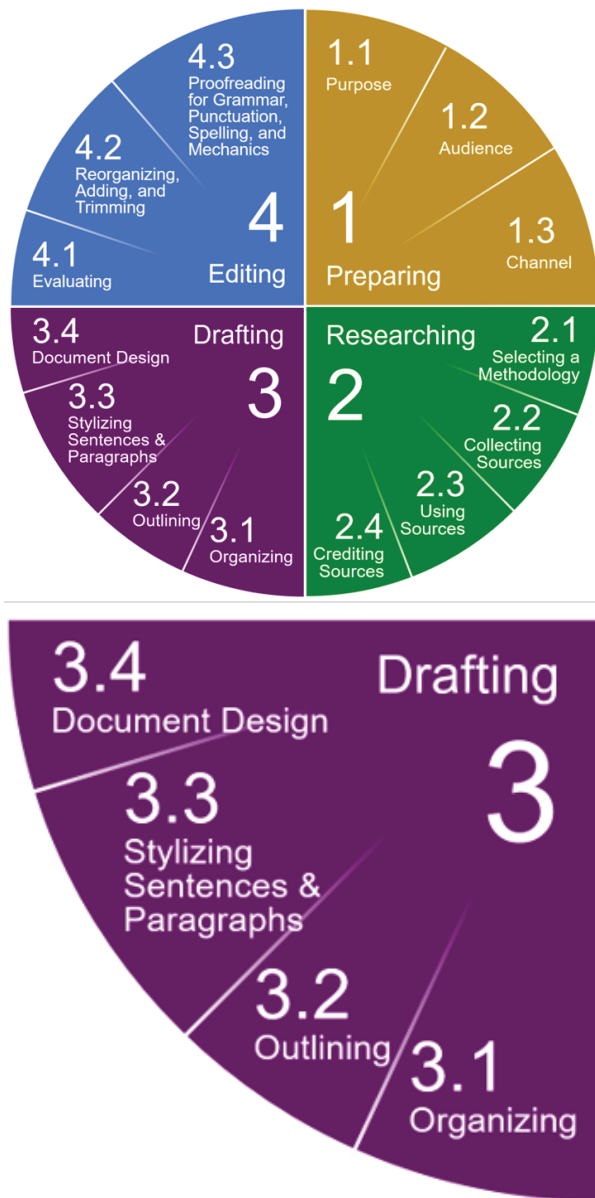 1
Preparing
1.1
Purpose
1.2
Audience
1.3
Channel
Researching
2
2.1
Selecting a
Methodology
2.2
Collecting
Sources
2.3
Using
Sources
2.4
Crediting
Sources
Drafting
3
3.1
Organizing
3.2
Outlining
3.3
Stylizing
Sentences &
Paragraphs
3.4
Document Design
4
Editing
4.1
Evaluating
4.2
Reorganizing,
Adding, and
Trimming
4.3
Proofreading
for Grammar,
Punctuation,
Spelling, and
Mechanics
Drafting
3
3.1
Organizing
3.2
Outlining
3.3
Stylizing
Sentences &
Paragraphs
3.4
Document Design